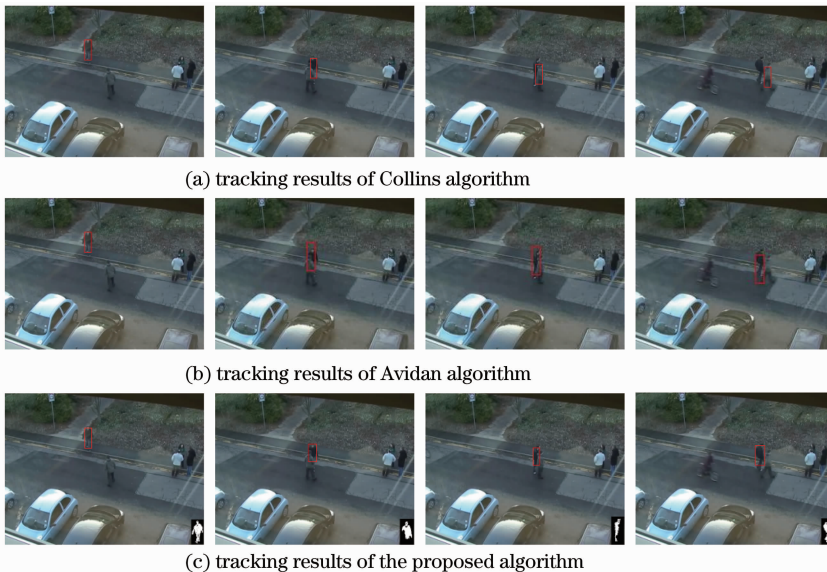 (a) tracking results of Collins algorithm
(b) tracking results of Avidan algorithm
(c) tracking results of the proposed algorithm